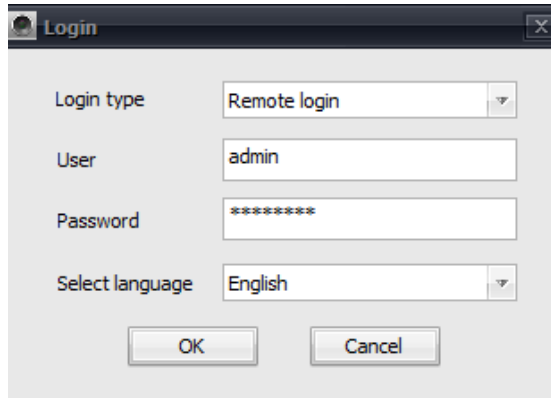 Login
Login type Remote login
User admin
Password ********
Select language English
OK Cancel